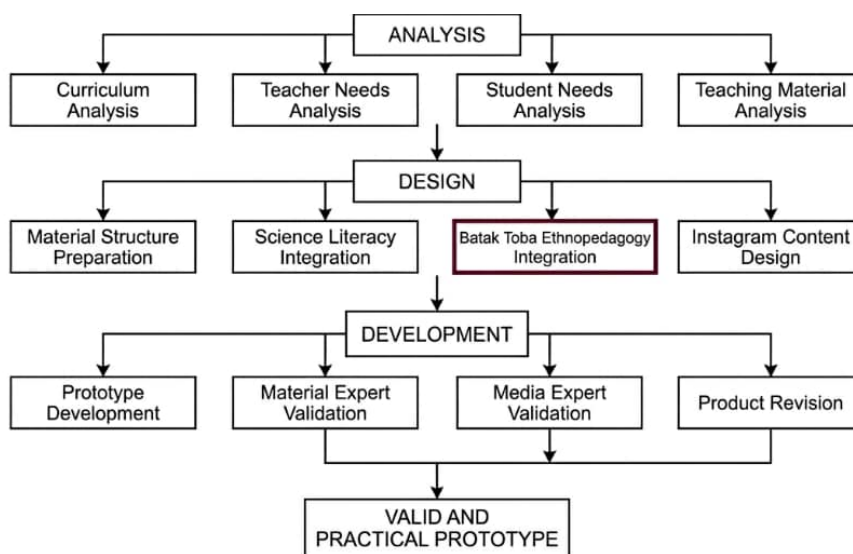 ANALYSIS
Curriculum
Analysis
Teacher Needs
Analysis
Student Needs
Analysis
Teaching Material
Analysis
DESIGN
Material Structure
Preparation
Science Literacy
Integration
Batak Toba Ethnopedagogy
Integration
Instagram Content
Design
DEVELOPMENT
Prototype
Development
Material Expert
Validation
Media Expert
Validation
Product Revision
VALID AND
PRACTICAL PROTOTYPE